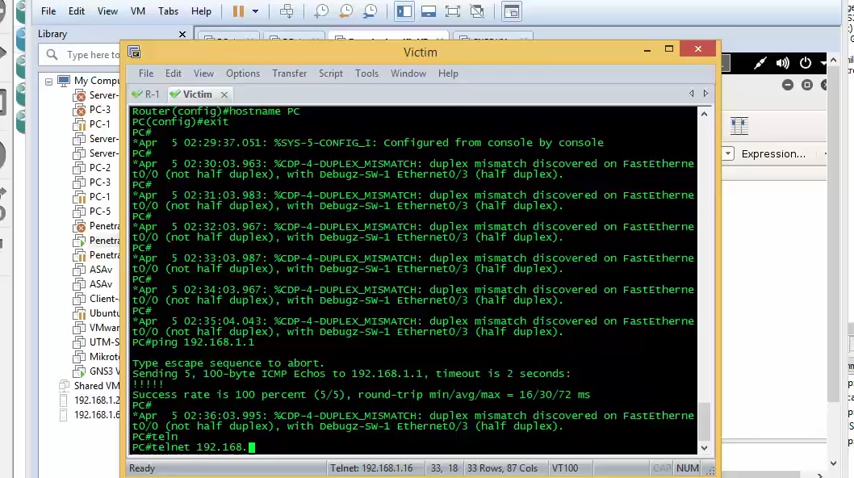 File Edit View VM Tabs Help
Library
Type here to
My Compu
Server-
PC-3
PC-1
Server-
Server-
PC-2
PC-3
PC-1
PC-5
Penetra
Penetra
Penetra
ASAv
ASAv
Client-
Ubuntu
VMwar
UTM-S
Mikrot
GNS3 V
Shared VM
192.168.1.2
192.168.1.6
Expression...
Victim
File Edit View Options Transfer Script Tools Window Help
R-1 Victim
Router(config)#hostname PC
PC(config)#exit
PC#
*Apr 5 02:29:37.051: %SYS-5-CONFIG_I: Configured from console by console
PC#
*Apr 5 02:30:03.963: %CDP-4-DUPLEX_MISMATCH: duplex mismatch discovered on FastEtherne
t0/0 (not half duplex), with Debugz-SW-1 Ethernet0/3 (half duplex).
PC#
*Apr 5 02:31:03.983: %CDP-4-DUPLEX_MISMATCH: duplex mismatch discovered on FastEtherne
t0/0 (not half duplex), with Debugz-SW-1 Ethernet0/3 (half duplex).
PC#
*Apr 5 02:32:03.967: %CDP-4-DUPLEX_MISMATCH: duplex mismatch discovered on FastEtherne
t0/0 (not half duplex), with Debugz-SW-1 Ethernet0/3 (half duplex).
PC#
*Apr 5 02:33:03.987: %CDP-4-DUPLEX_MISMATCH: duplex mismatch discovered on FastEtherne
t0/0 (not half duplex), with Debugz-SW-1 Ethernet0/3 (half duplex).
PC#
*Apr 5 02:34:03.967: %CDP-4-DUPLEX_MISMATCH: duplex mismatch discovered on FastEtherne
t0/0 (not half duplex), with Debugz-SW-1 Ethernet0/3 (half duplex).
PC#
*Apr 5 02:35:04.043: %CDP-4-DUPLEX_MISMATCH: duplex mismatch discovered on FastEtherne
t0/0 (not half duplex), with Debugz-SW-1 Ethernet0/3 (half duplex).
PC#ping 192.168.1.1
Type escape sequence to abort.
Sending 5, 100-byte ICMP Echos to 192.168.1.1, timeout is 2 seconds:
!!!!!
Success rate is 100 percent (5/5), round-trip min/avg/max = 16/30/72 ms
PC#
*Apr 5 02:36:03.995: %CDP-4-DUPLEX_MISMATCH: duplex mismatch discovered on FastEtherne
t0/0 (not half duplex), with Debugz-SW-1 Ethernet0/3 (half duplex).
PC#teln
PC#telnet 192.168.
Ready Telnet: 192.168.1.16 33, 18 33 Rows, 87 Cols VT100 CAP NUM